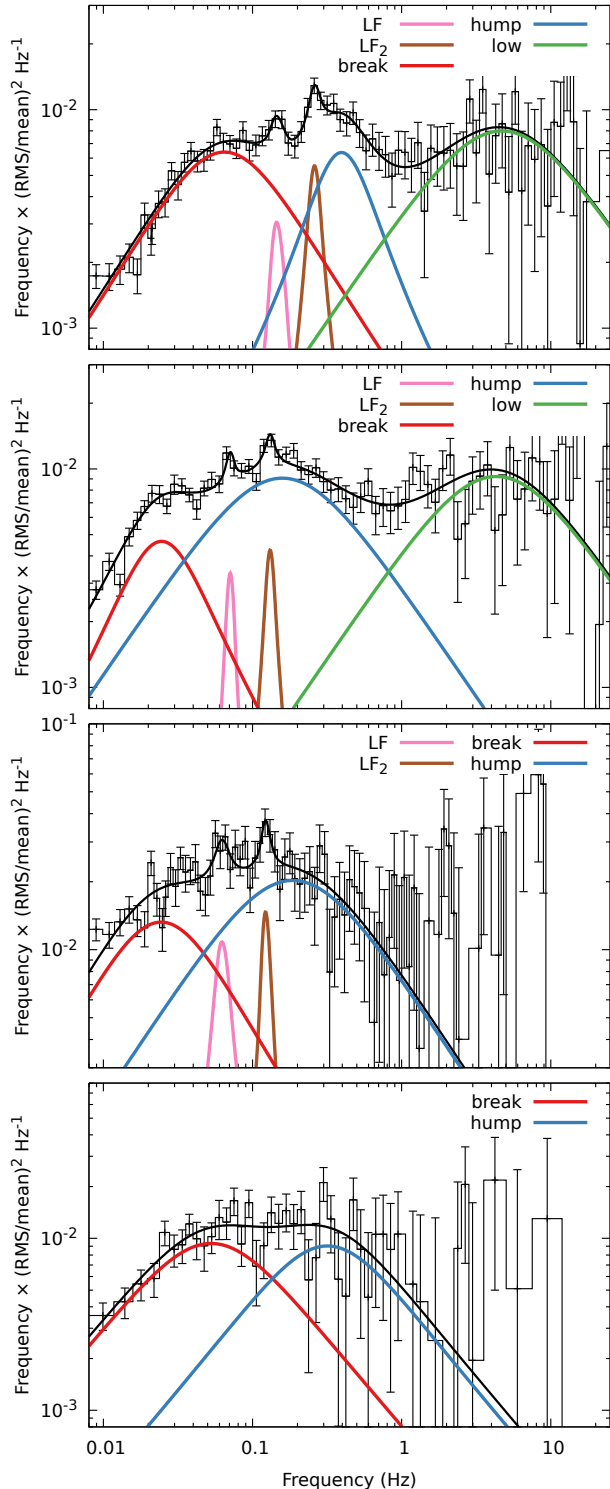 LF hump
LF₂ low
break
10⁻²
10⁻³
Frequency × (RMS/mean)² Hz⁻¹
LF hump
LF₂ low
break
10⁻²
10⁻³
Frequency × (RMS/mean)² Hz⁻¹
10⁻¹
LF break
LF₂ hump
10⁻²
Frequency × (RMS/mean)² Hz⁻¹
break
hump
10⁻²
10⁻³
Frequency × (RMS/mean)² Hz⁻¹
0.01 0.1 1 10
Frequency (Hz)